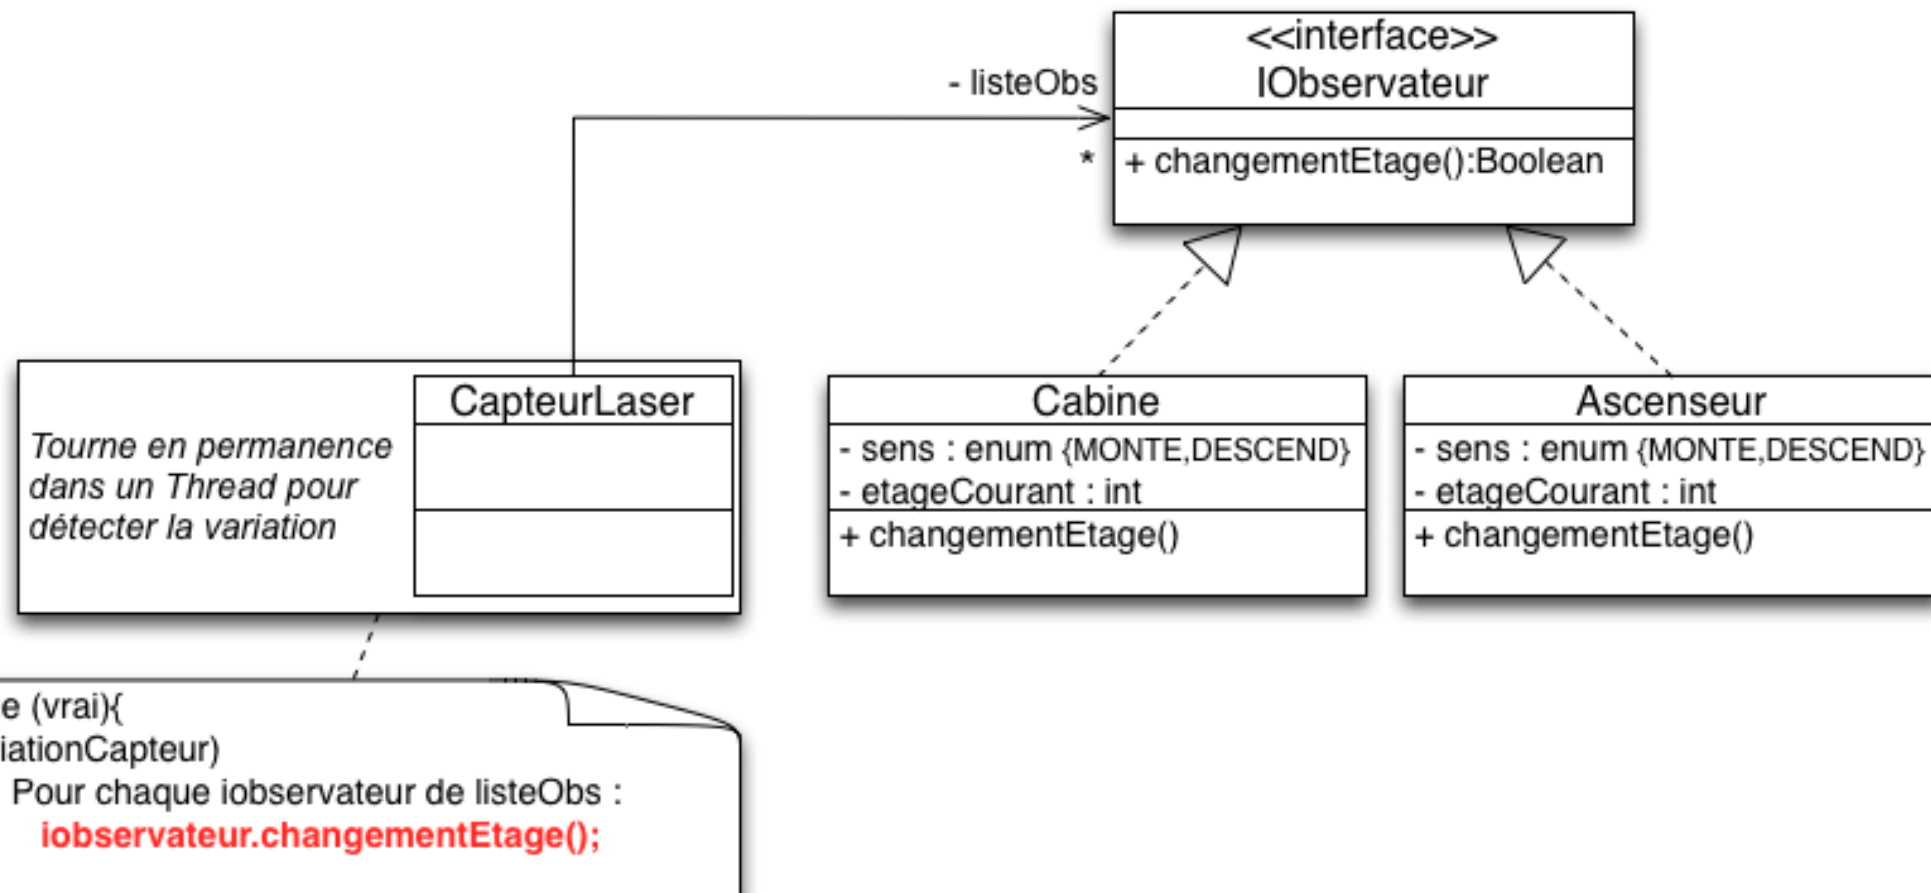 <<interface>>
IObservateur
- listeObs
*
+ changementEtage():Boolean
CapteurLaser
Tourne en permanence
dans un Thread pour
détecter la variation
Cabine
- sens : enum {MONTE,DESCEND}
- etageCourant : int
+ changementEtage()
Ascenseur
- sens : enum {MONTE,DESCEND}
- etageCourant : int
+ changementEtage()
e (vrai){
iationCapteur)
Pour chaque iobservateur de listeObs :
iobservateur.changementEtage();